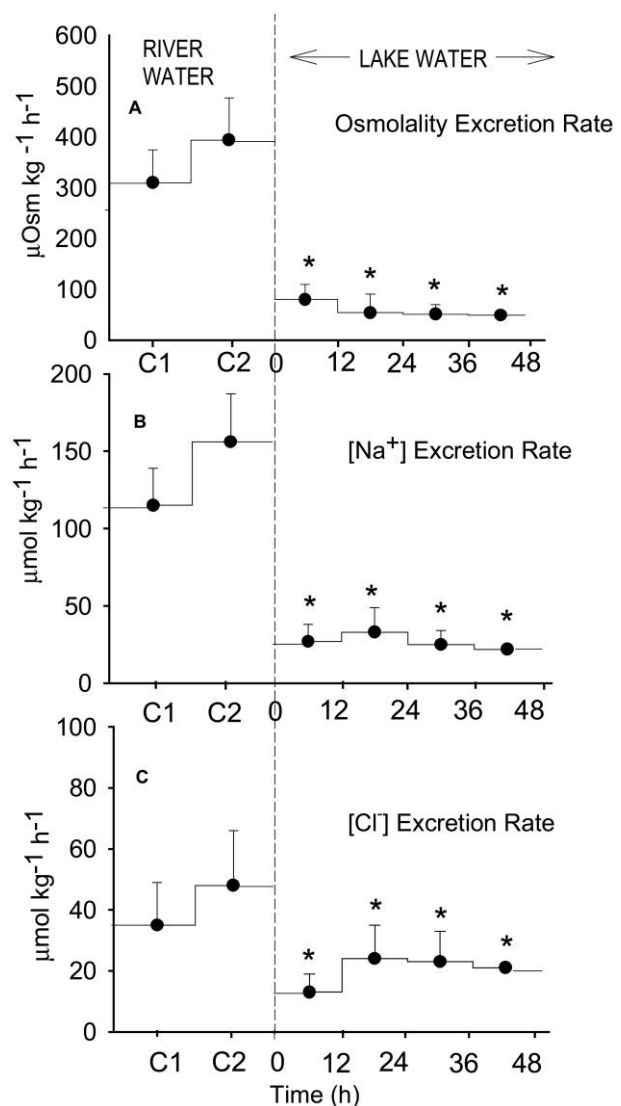 600
RIVER
WATER
LAKE WATER
500
A
400
Osmolality Excretion Rate
300
µOsm kg-1 h-1
200
* * * *
100
0
C1 C2 0 12 24 36 48
200
B
150
[Na+] Excretion Rate
µmol kg-1 h-1
100
50
* * * *
0
C1 C2 0 12 24 36 48
100
80
C
60
[Cl-] Excretion Rate
µmol kg-1 h-1
40
* * * *
20
0
C1 C2 0 12 24 36 48
Time (h)